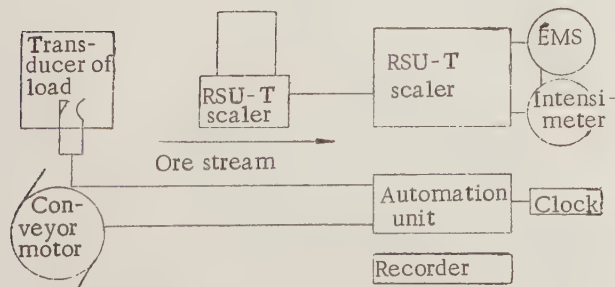 Trans-
ducer of
load
RSU-T
scaler
RSU-T
scaler
EMS
Intensi-
meter
Ore stream
Con-
veyor
motor
Automation
unit
Clock
Recorder